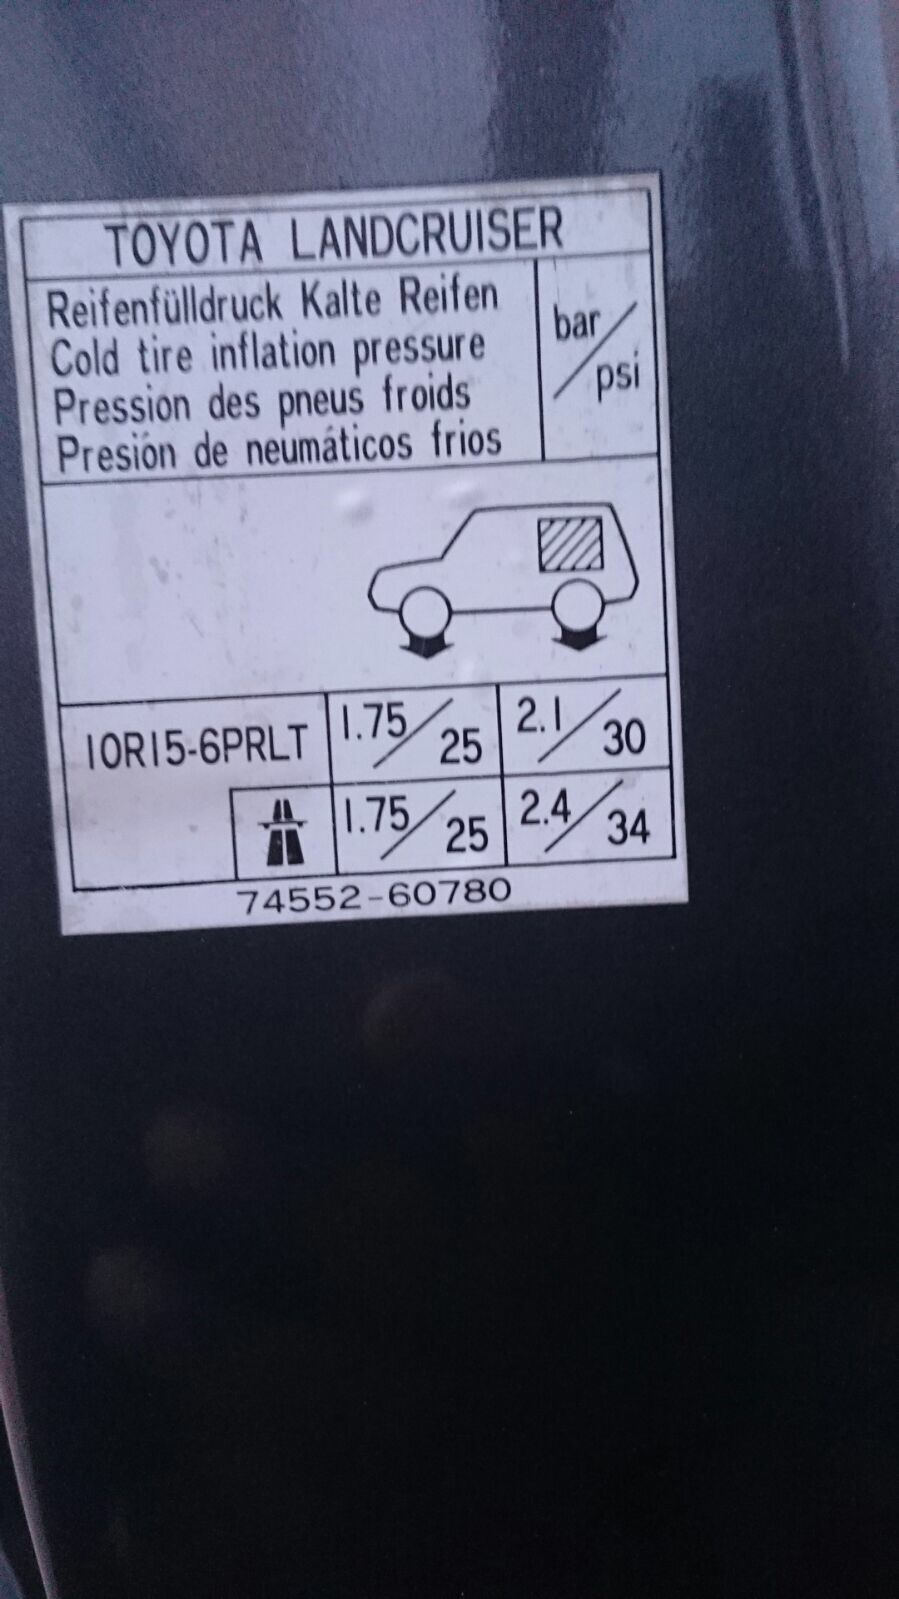 TOYOTA LANDCRUISER
Reifenfülldruck Kalte Reifen
Cold tire inflation pressure
Pression des pneus froids
Presión de neumáticos frios
bar/psi
10R15-6PRLT 1.75/25 2.1/30
1.75/25 2.4/34
74552-60780